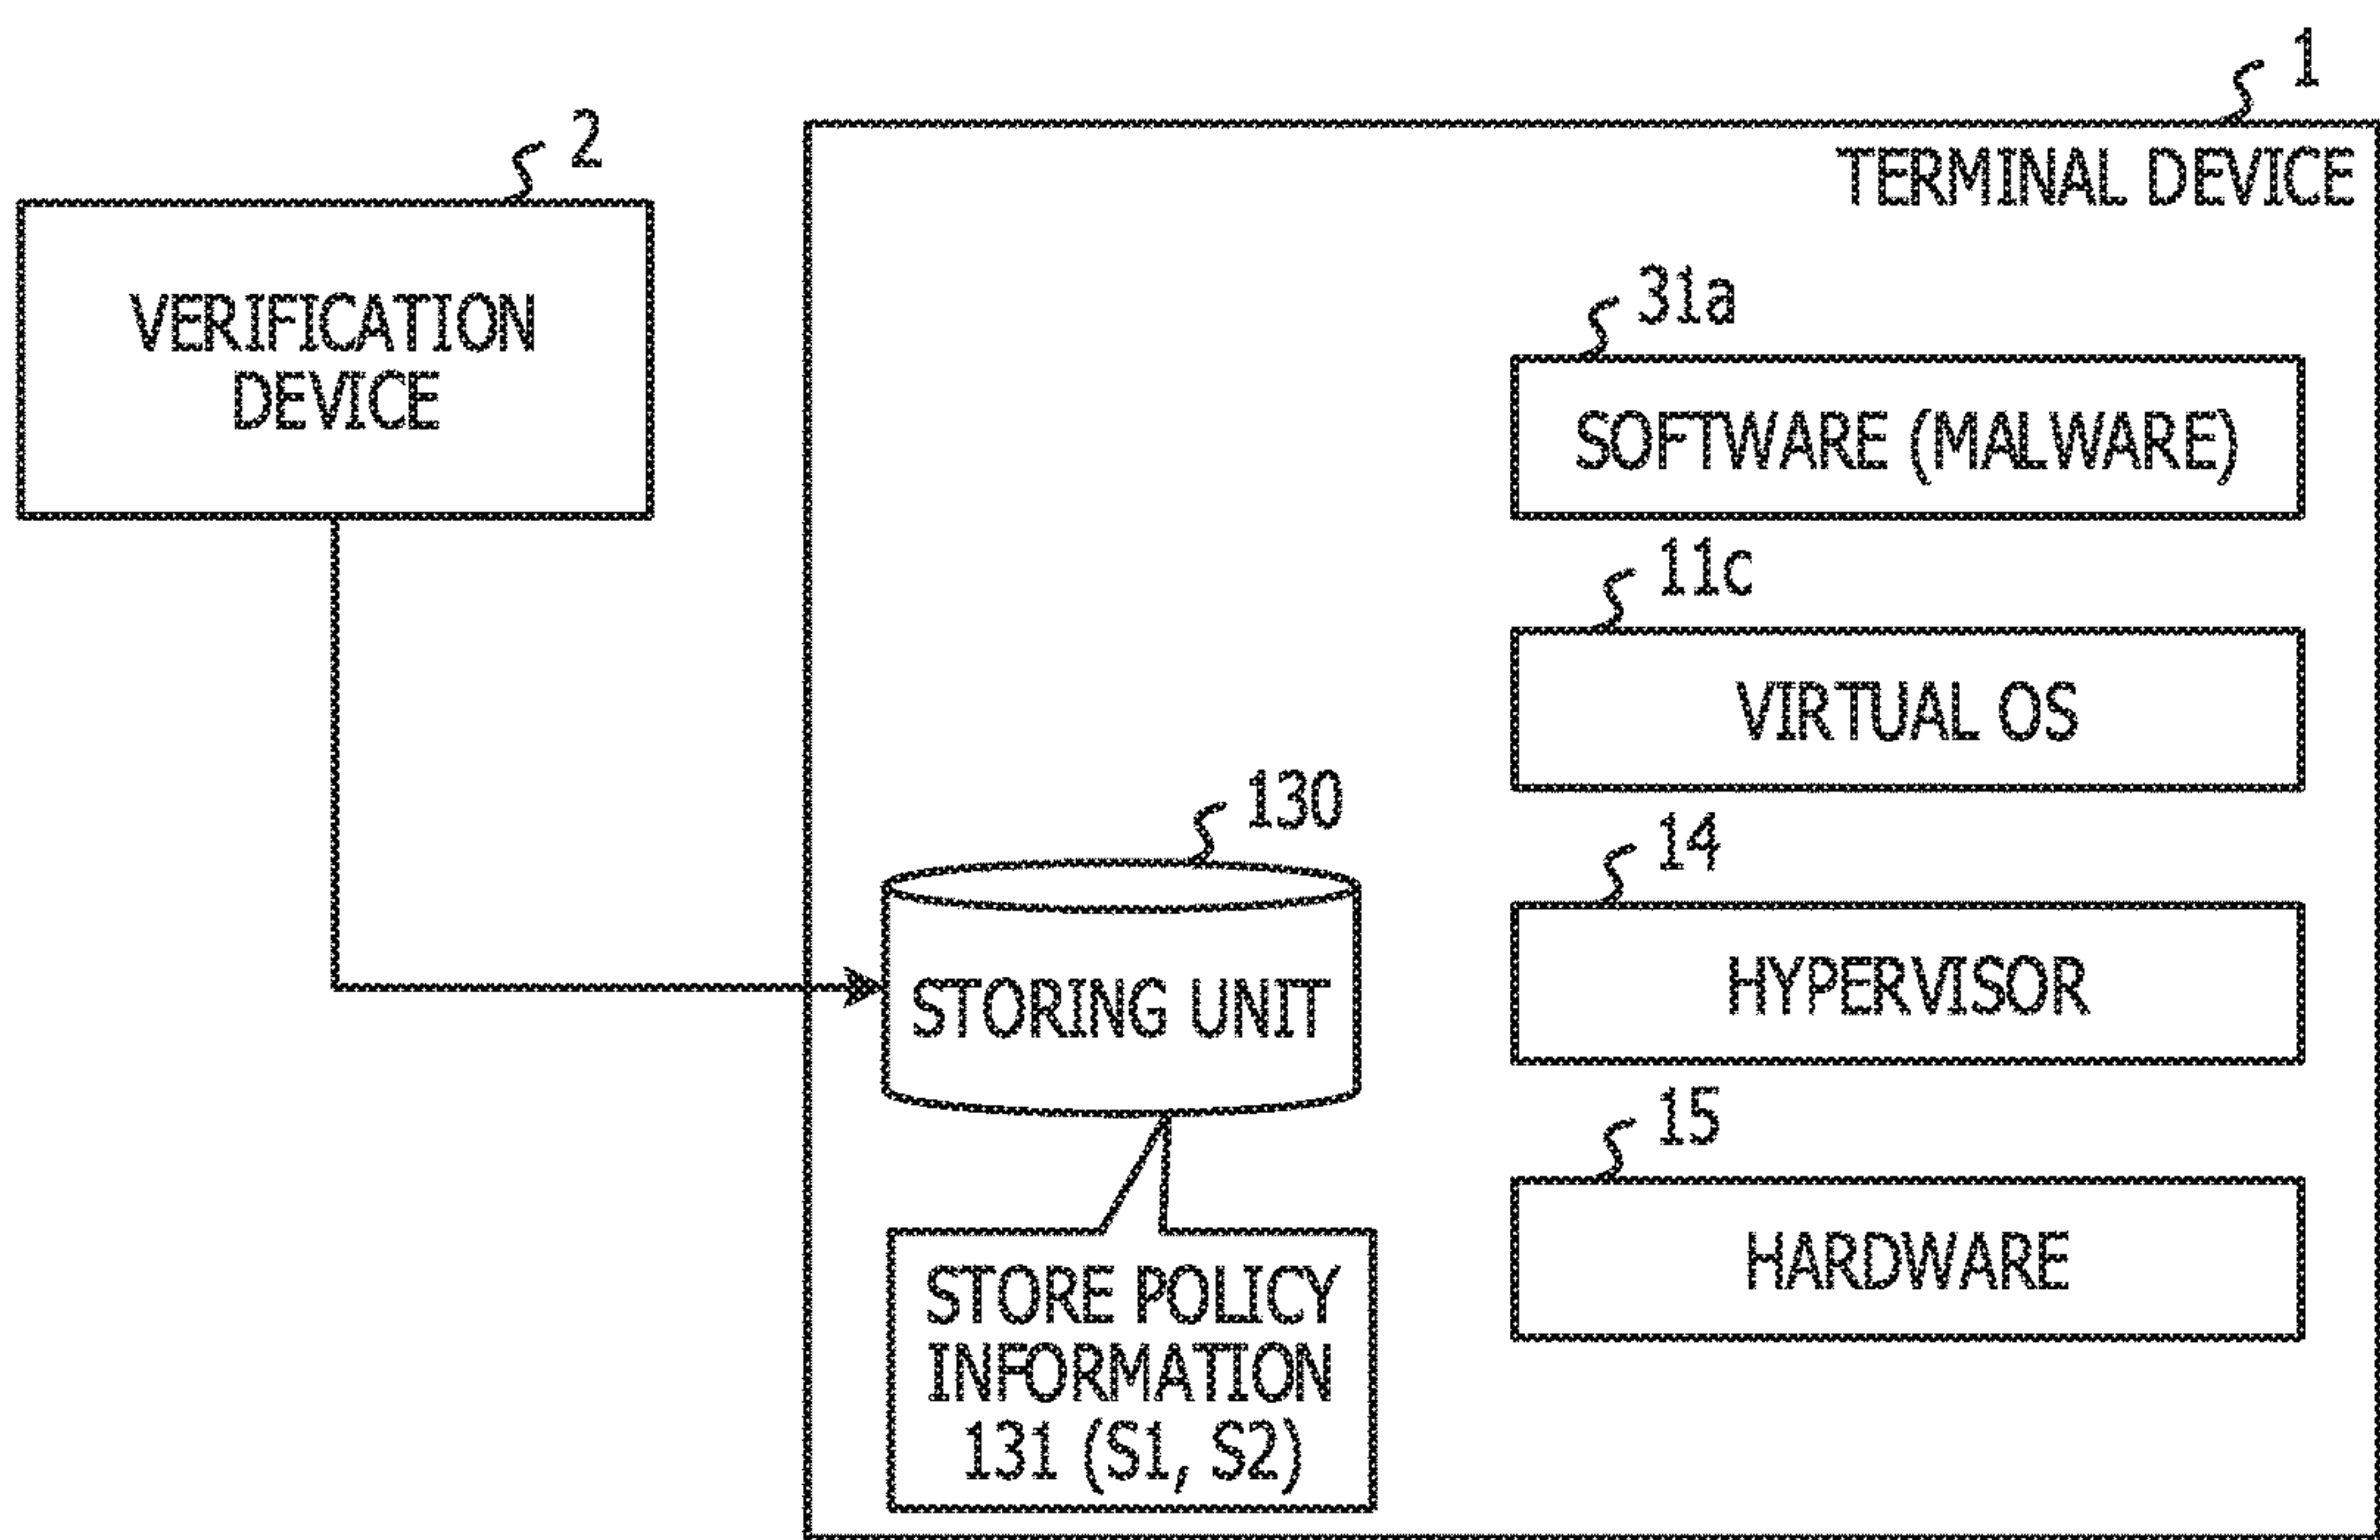 1
2
TERMINAL DEVICE
VERIFICATION
DEVICE
31a
SOFTWARE (MALWARE)
11c
VIRTUAL OS
130
14
STORING UNIT
HYPERVISOR
15
HARDWARE
STORE POLICY
INFORMATION
131 (S1, S2)